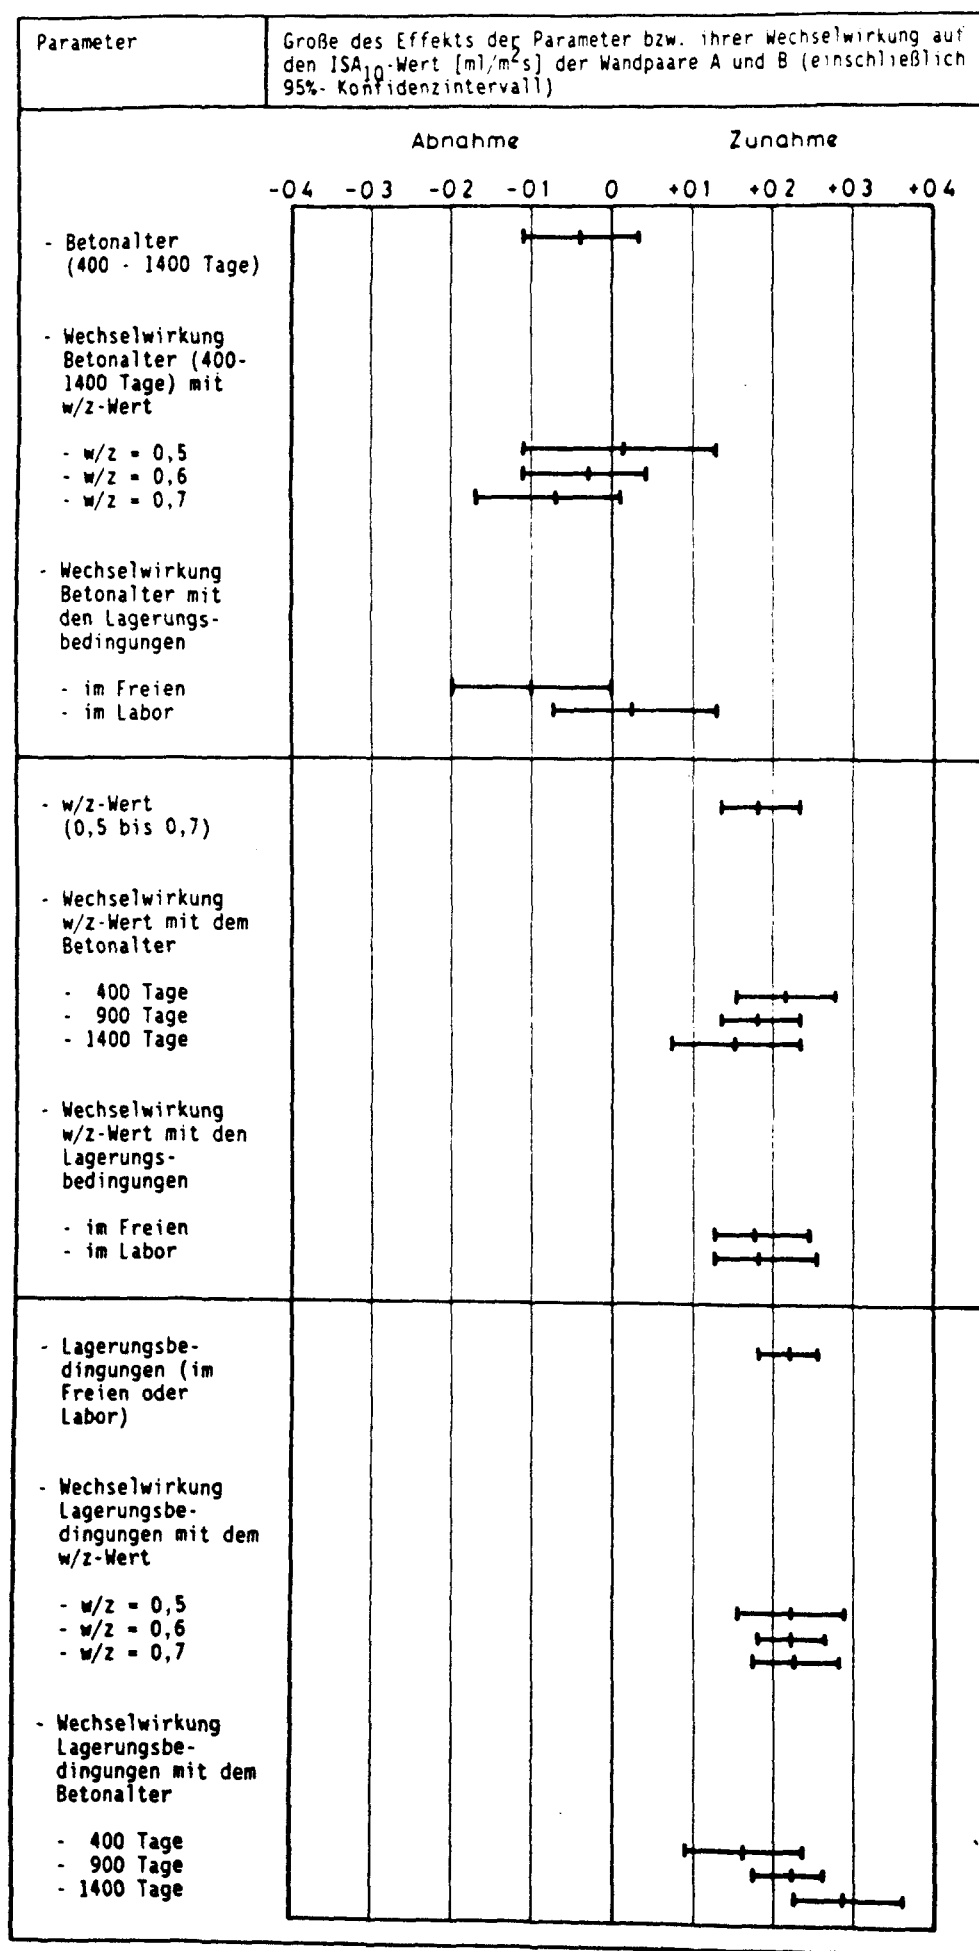 Parameter
Große des Effekts der Parameter bzw. ihrer Wechselwirkung auf
den ISA10-Wert [ml/m²s] der Wandpaare A und B (einschließlich
95%- Konfidenzintervall)
Abnahme Zunahme
-04 -03 -02 -01 0 +01 +02 +03 +04
- Betonalter
(400 - 1400 Tage)
- Wechselwirkung
Betonalter (400-
1400 Tage) mit
w/z-Wert
- w/z = 0,5
- w/z = 0,6
- w/z = 0,7
- Wechselwirkung
Betonalter mit
den Lagerungs-
bedingungen
- im Freien
- im Labor
- w/z-Wert
(0,5 bis 0,7)
- Wechselwirkung
w/z-Wert mit dem
Betonalter
- 400 Tage
- 900 Tage
- 1400 Tage
- Wechselwirkung
w/z-Wert mit den
Lagerungs-
bedingungen
- im Freien
- im Labor
- Lagerungsbe-
dingungen (im
Freien oder
Labor)
- Wechselwirkung
Lagerungsbe-
dingungen mit dem
w/z-Wert
- w/z = 0,5
- w/z = 0,6
- w/z = 0,7
- Wechselwirkung
Lagerungsbe-
dingungen mit dem
Betonalter
- 400 Tage
- 900 Tage
- 1400 Tage